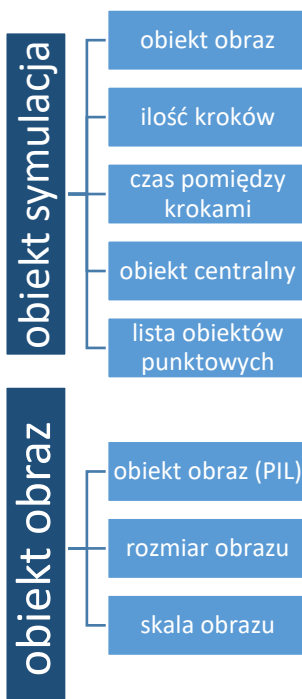 obiekt symulacja
obiekt obraz
ilość kroków
czas pomiędzy
krokami
obiekt centralny
lista obiektów
punktowych
obiekt obraz
obiekt obraz (PIL)
rozmiar obrazu
skala obrazu